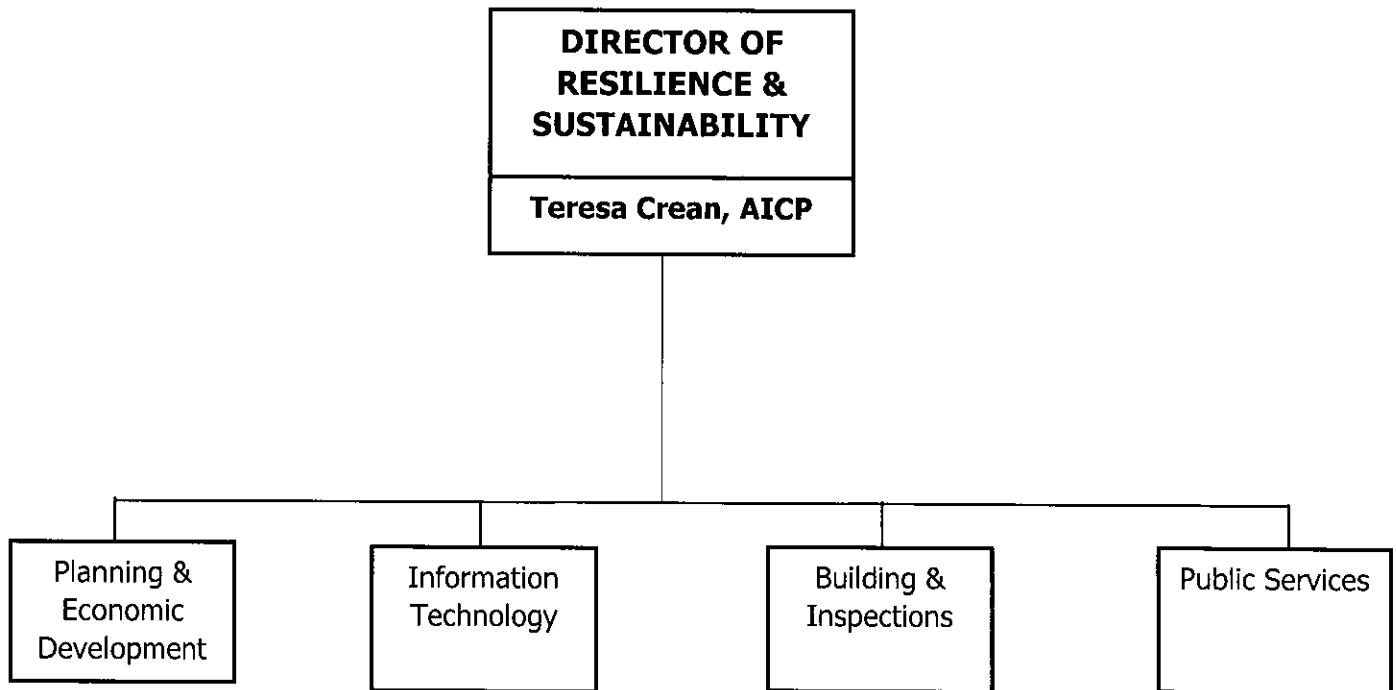 DIRECTOR OF
RESILIENCE &
SUSTAINABILITY
Teresa Crean, AICP
Planning &
Economic
Development
Information
Technology
Building &
Inspections
Public Services